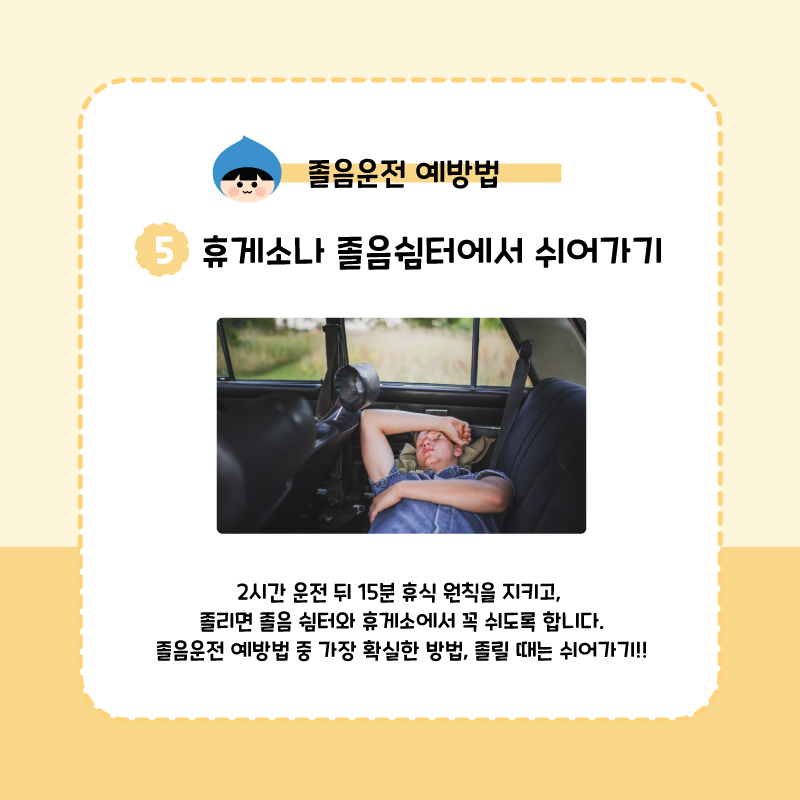 졸음운전 예방법
5 휴게소나 졸음쉼터에서 쉬어가기
2시간 운전 뒤 15분 휴식 원칙을 지키고,
졸리면 졸음 쉼터와 휴게소에서 꼭 쉬도록 합니다.
졸음운전 예방법 중 가장 확실한 방법, 졸릴 때는 쉬어가기!!